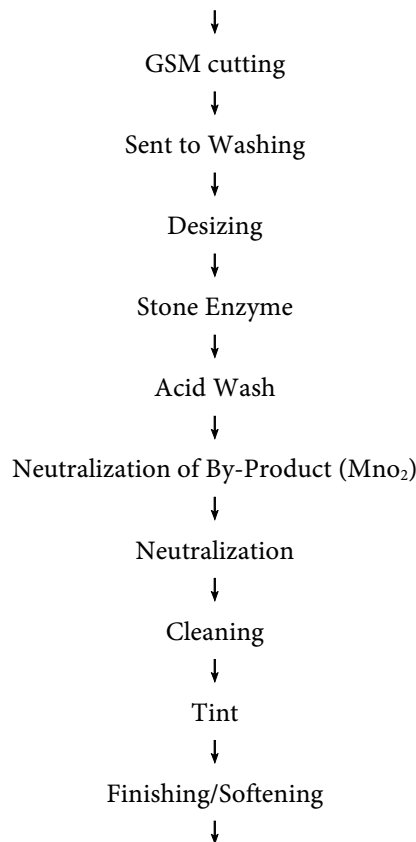 GSM cutting
Sent to Washing
Desizing
Stone Enzyme
Acid Wash
Neutralization of By-Product (Mno₂)
Neutralization
Cleaning
Tint
Finishing/Softening